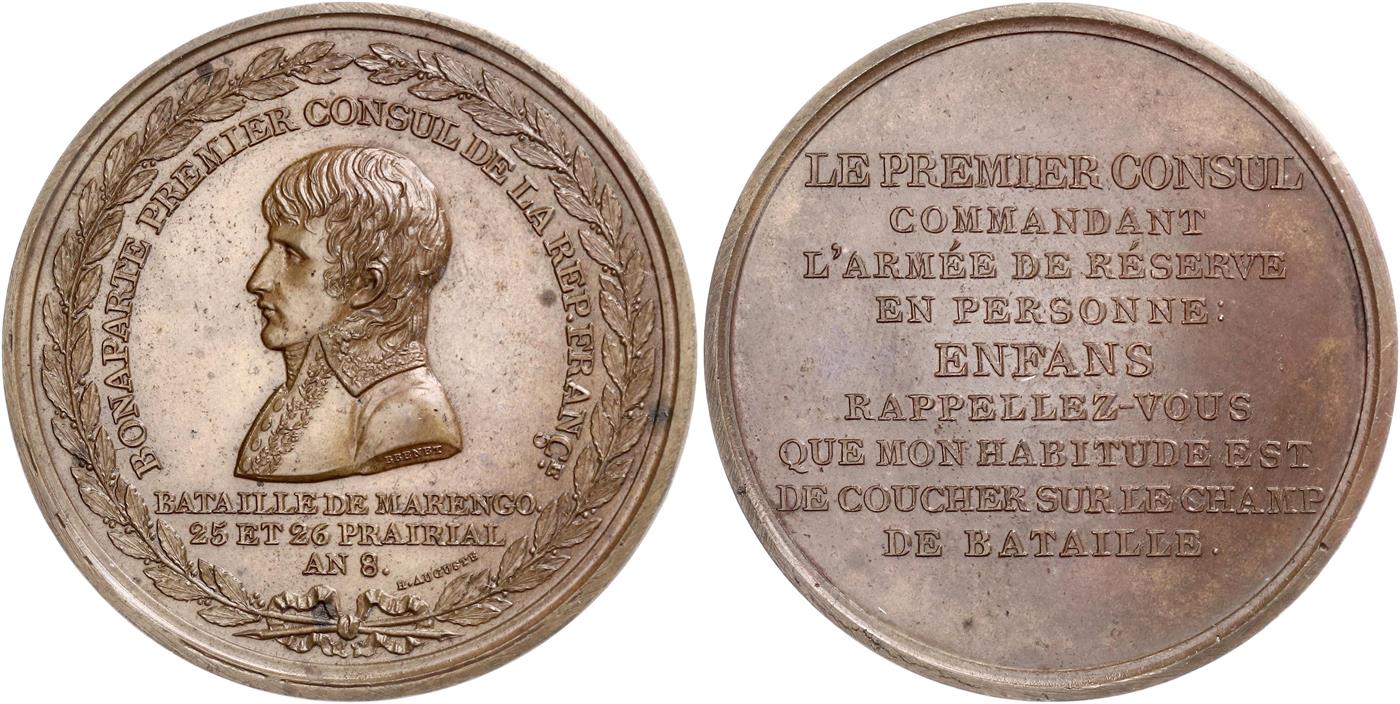 BONAPARTE PREMIER CONSUL DE LA REP. FRANÇE.
BRENET
BATAILLE DE MARENGO.
25 ET 26 PRAIRIAL
AN 8.
H. AUGUSTE
LE PREMIER CONSUL
COMMANDANT
L'ARMÉE DE RÉSERVE
EN PERSONNE:
ENFANS
RAPPELLEZ-VOUS
QUE MON HABITUDE EST
DE COUCHER SUR LE CHAMP
DE BATAILLE.